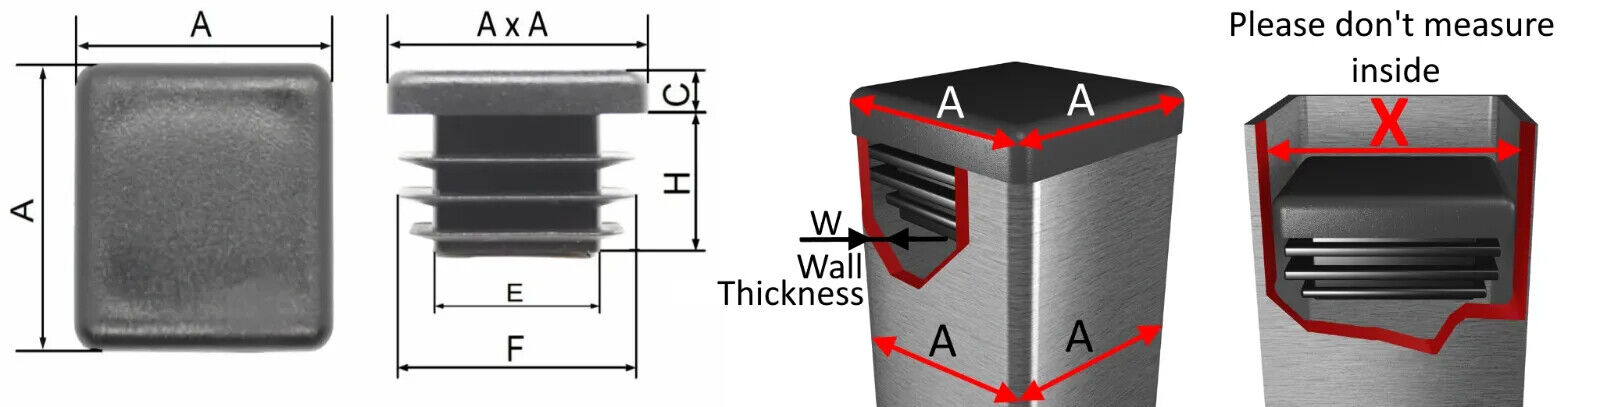 A
A
A x A
C
H
E
F
A
A
W
Wall
Thickness
A
A
Please don't measure
inside
X